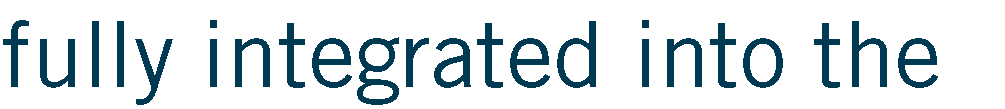 fully integrated into the